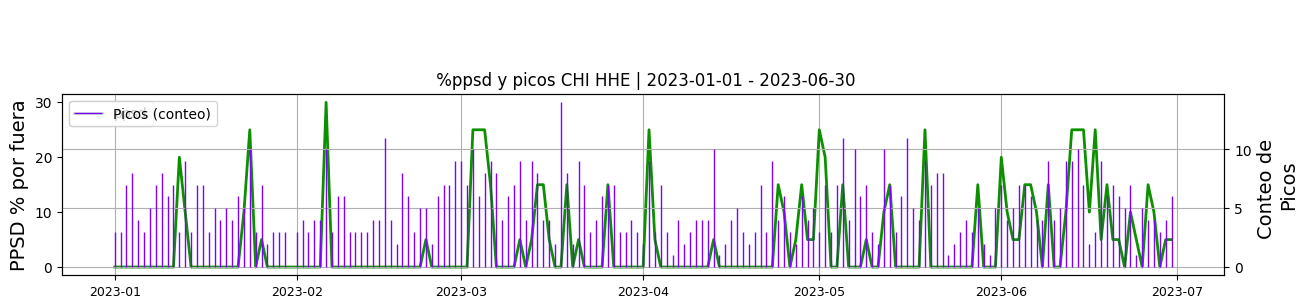 %ppsd y picos CHI HHE | 2023-01-01 - 2023-06-30
PPSD % por fuera
30
20
10
0
Picos (conteo)
10
5
0
Conteo de
Picos
2023-01
2023-02
2023-03
2023-04
2023-05
2023-06
2023-07